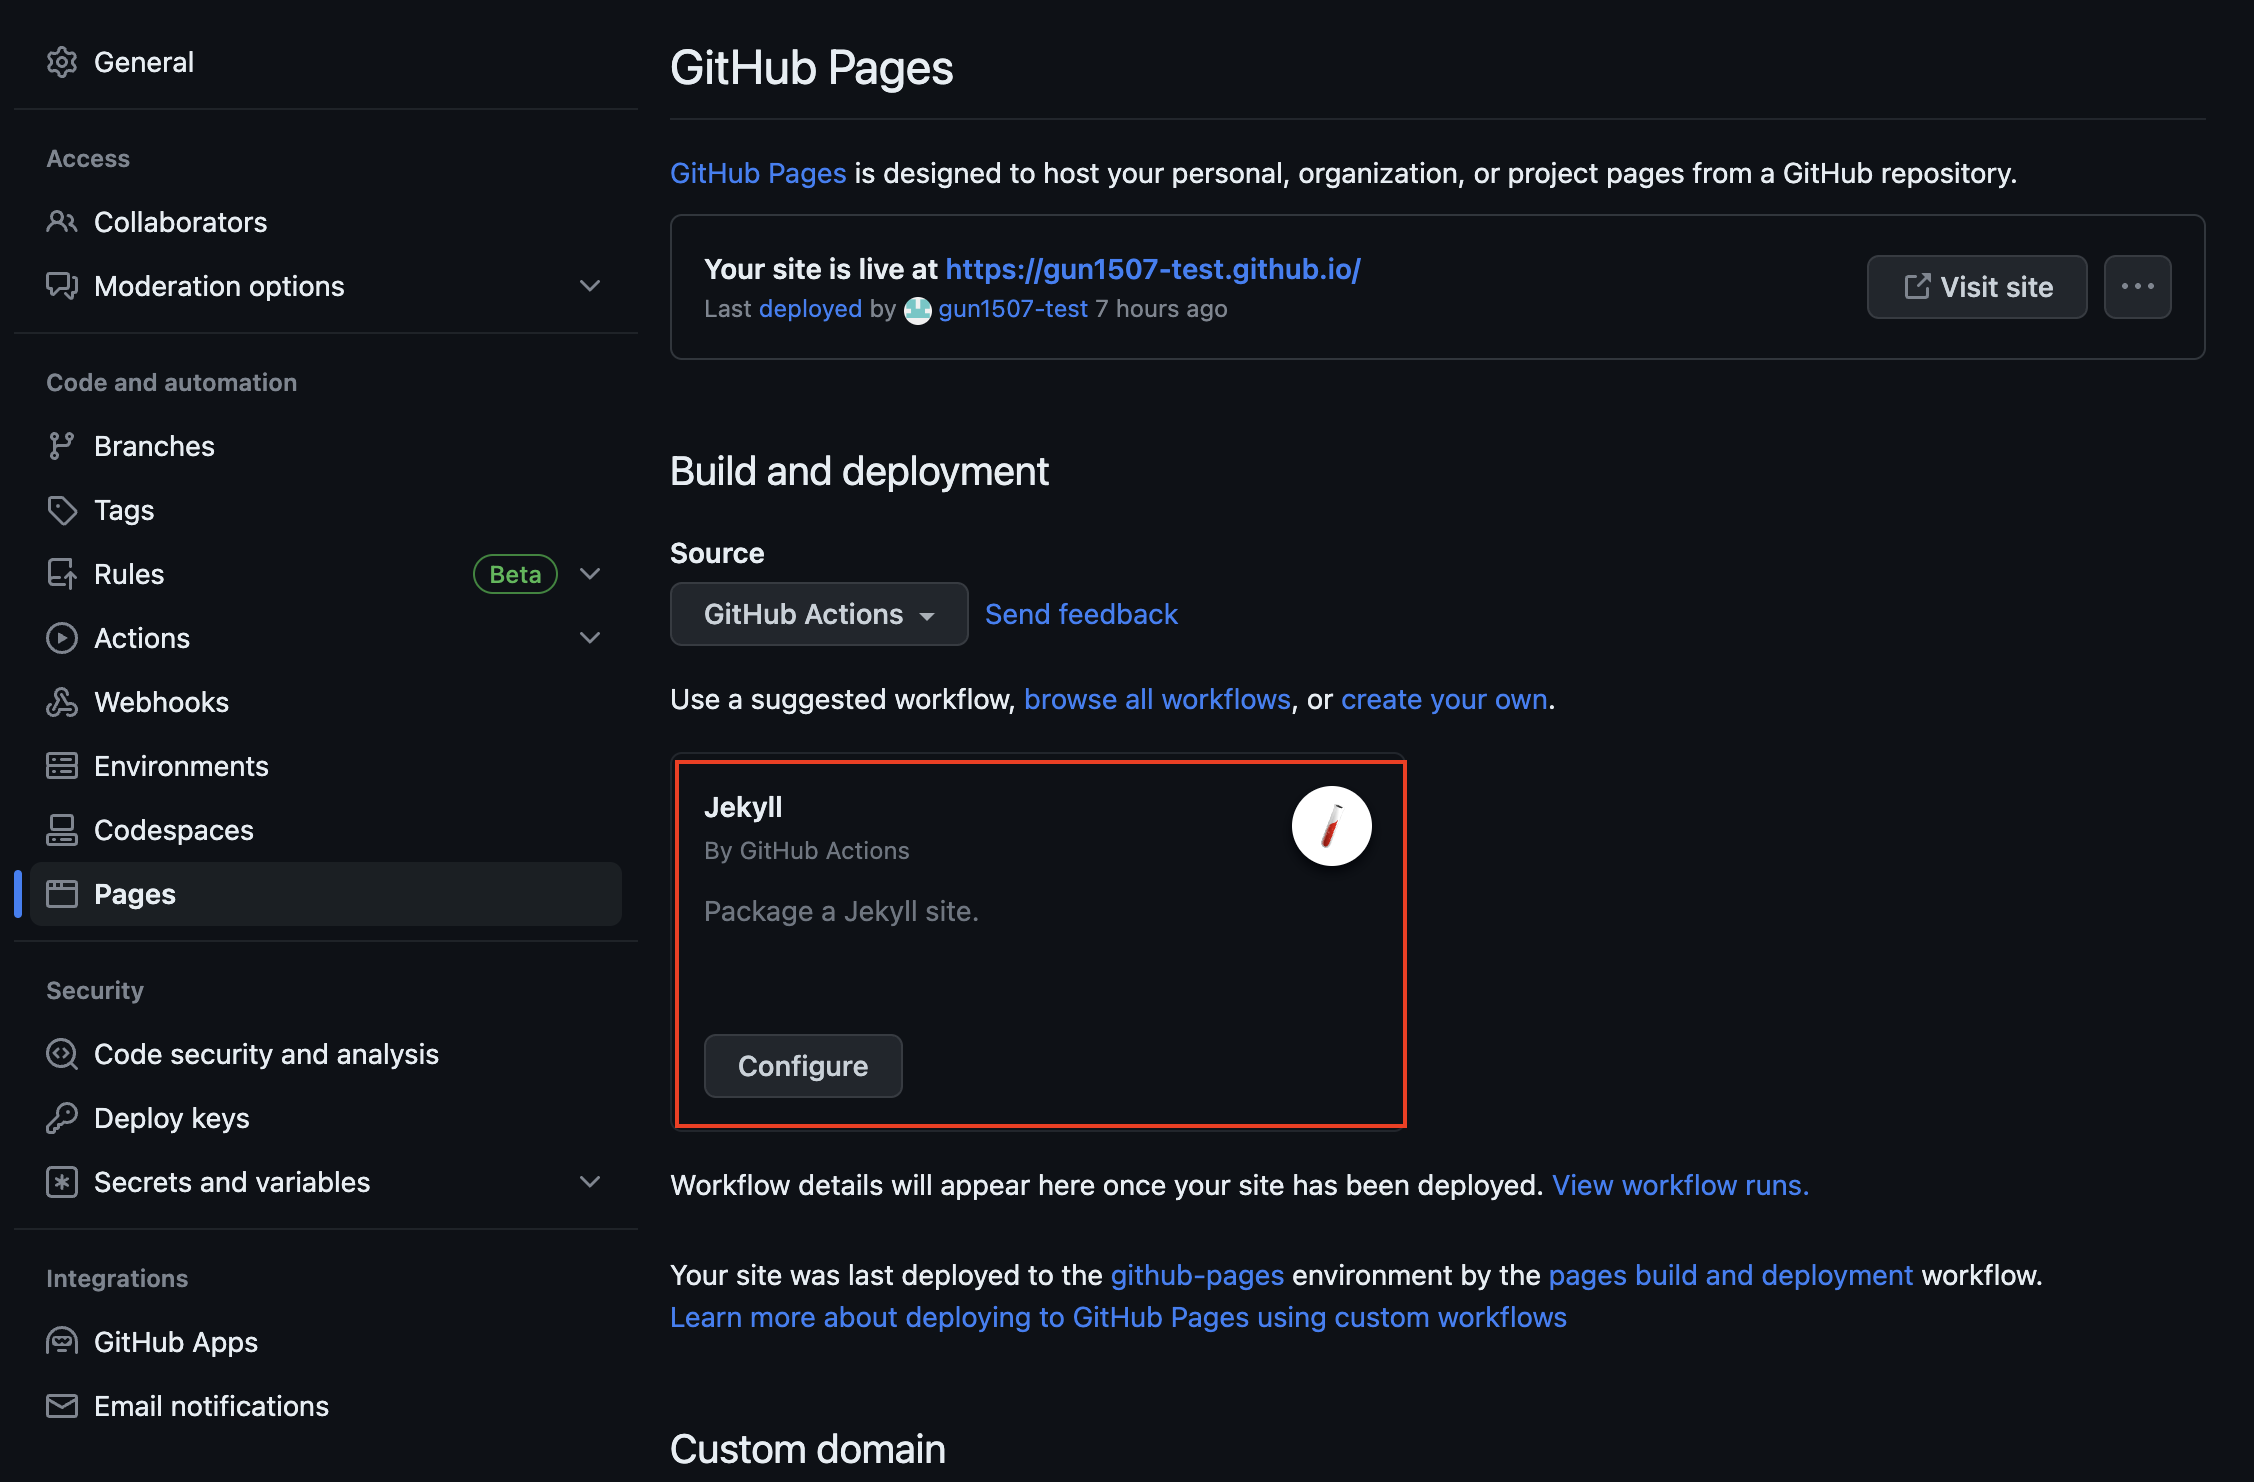 General
Access
Collaborators
Moderation options
Code and automation
Branches
Tags
Rules Beta
Actions
Webhooks
Environments
Codespaces
Pages
Security
Code security and analysis
Deploy keys
Secrets and variables
Integrations
GitHub Apps
Email notifications
GitHub Pages
GitHub Pages is designed to host your personal, organization, or project pages from a GitHub repository.
Your site is live at https://gun1507-test.github.io/
Last deployed by gun1507-test 7 hours ago
Visit site
Build and deployment
Source
GitHub Actions Send feedback
Use a suggested workflow, browse all workflows, or create your own.
Jekyll
By GitHub Actions
Package a Jekyll site.
Configure
Workflow details will appear here once your site has been deployed. View workflow runs.
Your site was last deployed to the github-pages environment by the pages build and deployment workflow.
Learn more about deploying to GitHub Pages using custom workflows
Custom domain